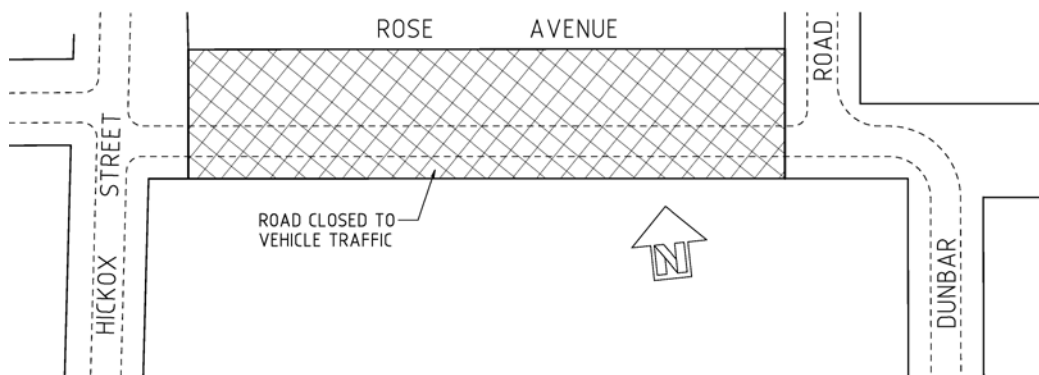 ROSE AVENUE
ROAD
STREET
HICKOX
ROAD CLOSED TO
VEHICLE TRAFFIC
N
DUNBAR